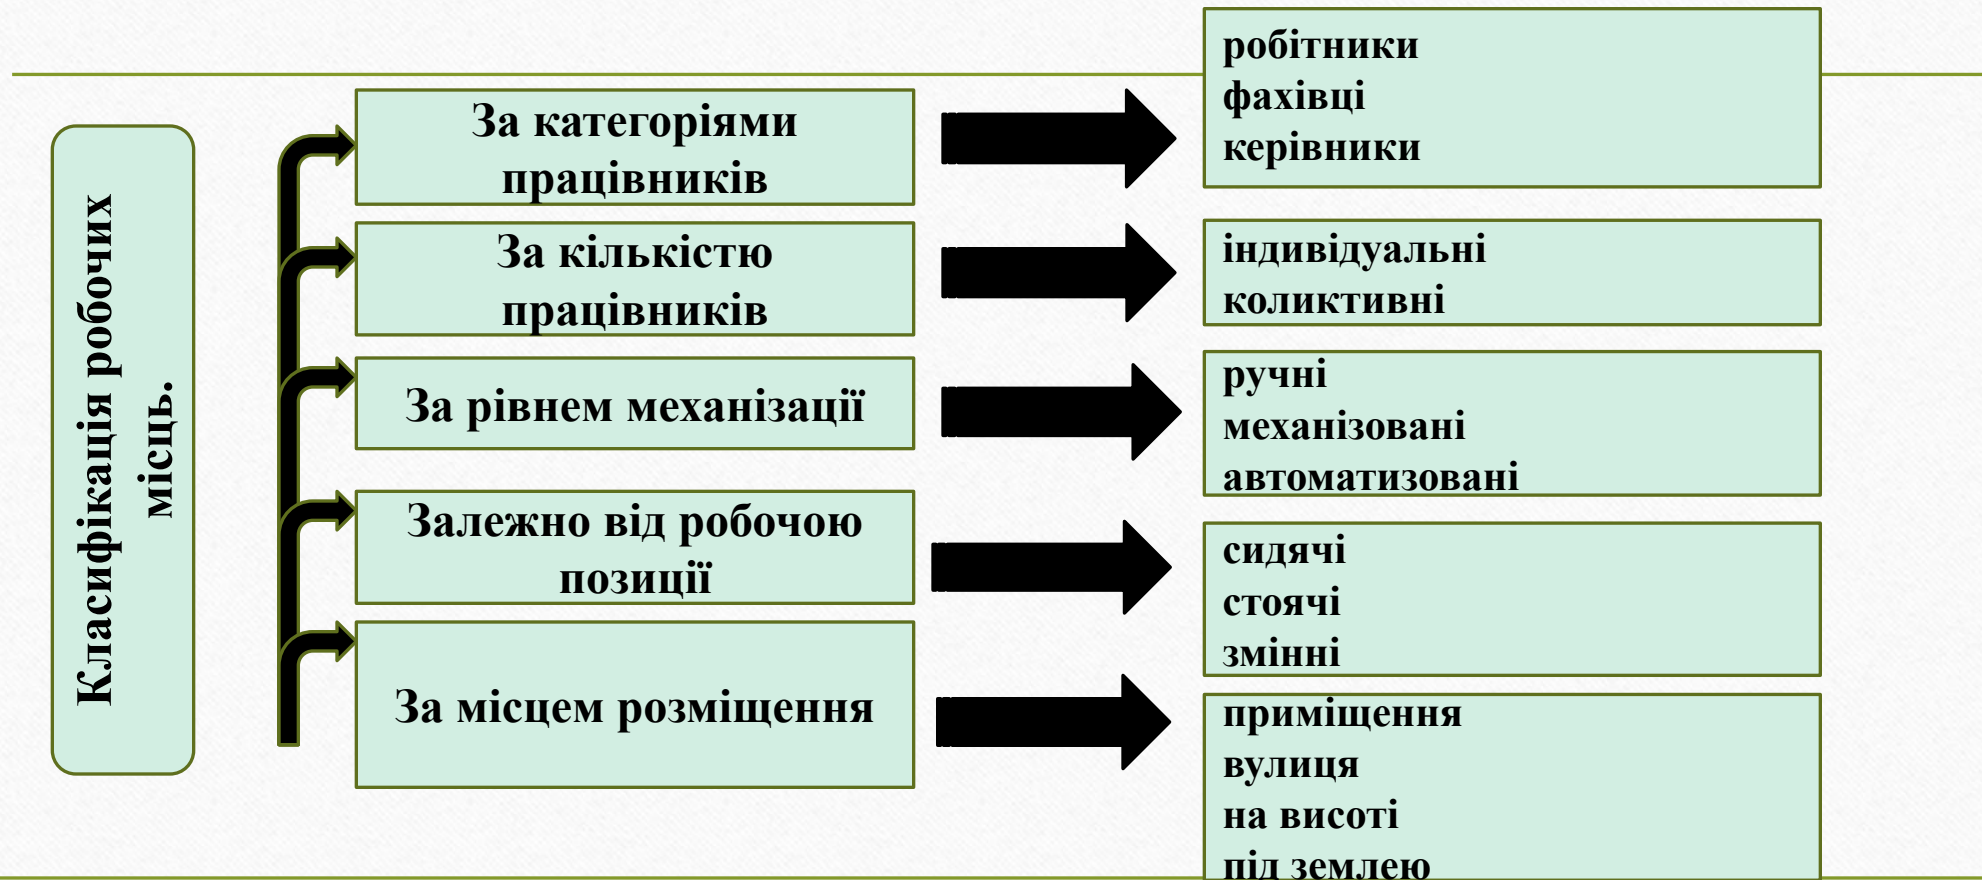 Класифікація робочих
місць.
За категоріями
працівників
робітники
фахівці
керівники
За кількістю
працівників
індивідуальні
коликтивні
За рівнем механізації
ручні
механізовані
автоматизовані
Залежно від робочою
позиції
сидячі
стоячі
змінні
За місцем розміщення
приміщення
вулиця
на висоті
під землею